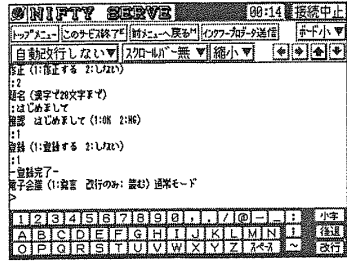 NIFTY SERVE 00:14 接続中止
トップメニュー このサービス終了E 前メニューへ戻るM インタワープロデータ送信 ボード小▼
自動改行しない▼ スクロールバー無▼ 縮小▼
修正 (1:修正する 2:しない)
:2
題名 (漢字で20文字まで)
:はじめまして
確認 はじめまして (1:OK 2:NG)
:1
登録 (1:登録する 2:しない)
:1
-登録完了-
電子会議 (1:発言 改行のみ: 読む) 通常モード
>
1 2 3 4 5 6 7 8 9 0 , . / @ - _ : 小字
A B C D E F G H I J K L M N 後退
O P Q R S T U V W X Y Z スペース ~ 改行